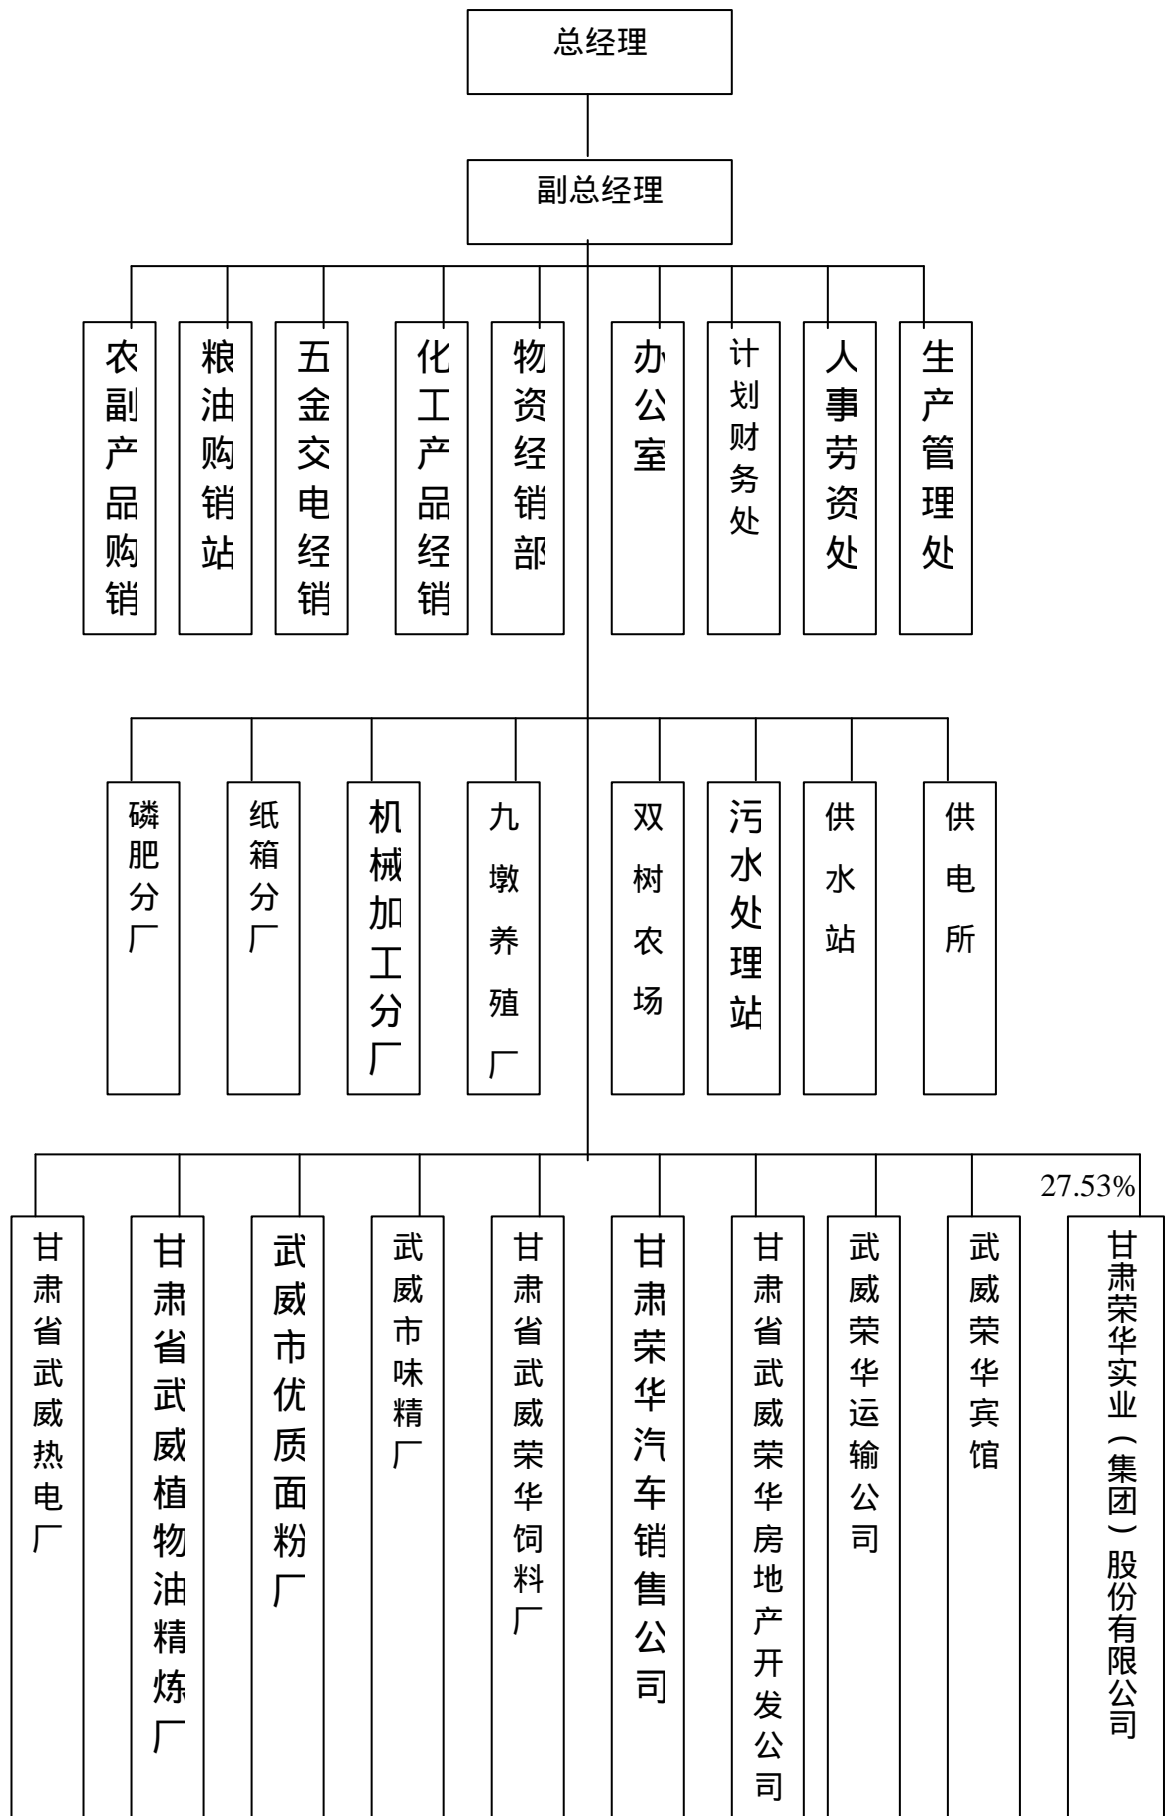 总经理
副总经理
农副产品购销
粮油购销站
五金交电经销
化工产品经销
物资经销部
办公室
计划财务处
人事劳资处
生产管理处
磷肥分厂
纸箱分厂
机械加工分厂
九墩养殖厂
双树农场
污水处理站
供水站
供电所
27.53%
甘肃省武威热电厂
甘肃省武威植物油精炼厂
武威市优质面粉厂
武威市味精厂
甘肃省武威荣华饲料厂
甘肃荣华汽车销售公司
甘肃省武威荣华房地产开发公司
武威荣华运输公司
武威荣华宾馆
甘肃荣华实业（集团）股份有限公司